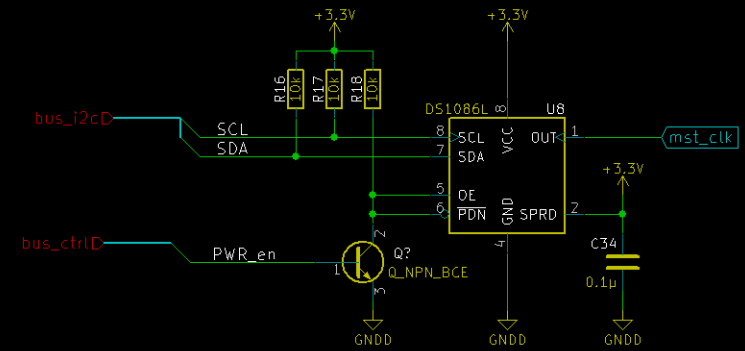 +3.3V
+3.3V
R16
10k
R17
10k
R18
10k
DS1086L
U8
bus_i2c
SCL
SDA
8
7
5
6
SCL
SDA
OE
PDN
VCC
8
GND
4
OUT
1
SPRD
2
mst_clk
+3.3V
bus_ctrl
PWR_en
1
2
3
Q?
Q_NPN_BCE
C34
0.1µ
GNDD
GNDD
GNDD